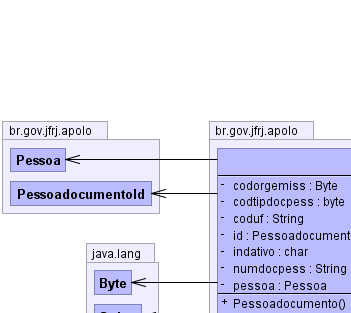 br.gov.jfrj.apolo
br.gov.jfrj.apolo
Pessoa
PessoadocumentoId
- codorgemiss : Byte
- codtipdocpess : byte
- coduf : String
- id : Pessoadocument
- indativo : char
- numdocpess : String
- pessoa : Pessoa
+ Pessoadocumento()
java.lang
Byte